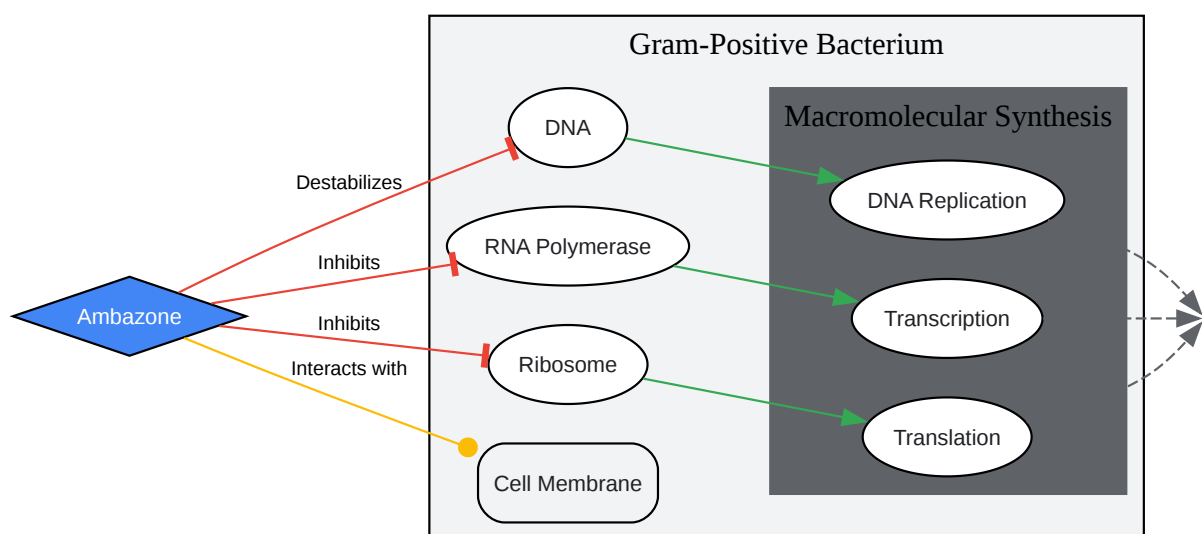 Gram-Positive Bacterium
Macromolecular Synthesis
DNA
Destabilizes
DNA Replication
RNA Polymerase
Inhibits
Ambazone
Transcription
Inhibits
Ribosome
Interacts with
Translation
Cell Membrane